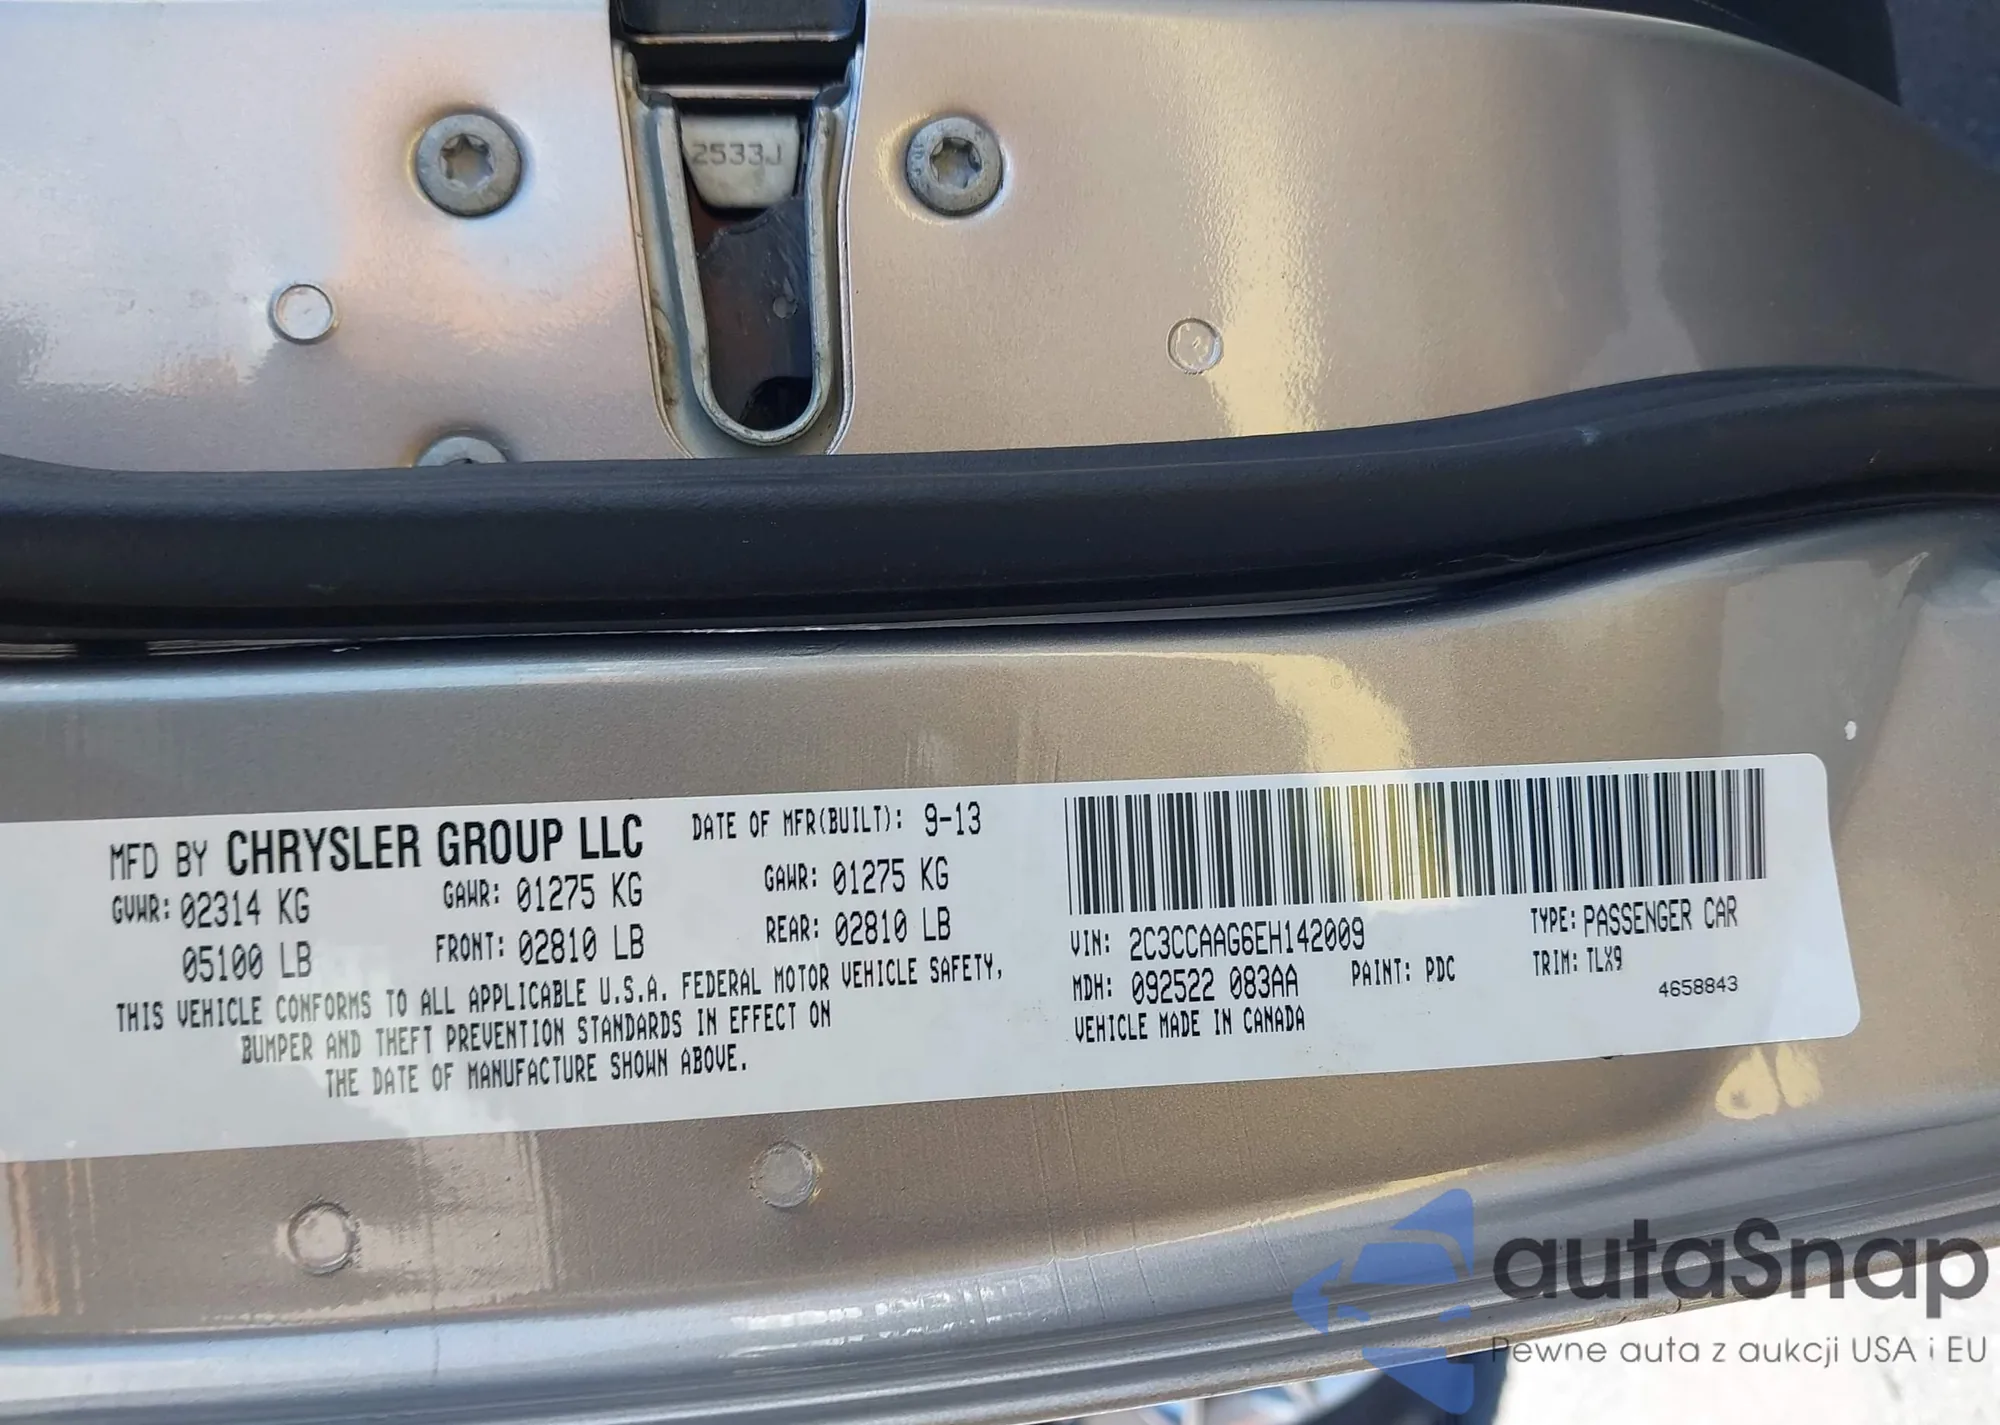 2533J
MFD BY CHRYSLER GROUP LLC
DATE OF MFR(BUILT): 9-13
GVWR: 02314 KG
GAWR: 01275 KG
GAWR: 01275 KG
05100 LB
FRONT: 02810 LB
REAR: 02810 LB
THIS VEHICLE CONFORMS TO ALL APPLICABLE U.S.A. FEDERAL MOTOR VEHICLE SAFETY,
BUMPER AND THEFT PREVENTION STANDARDS IN EFFECT ON
THE DATE OF MANUFACTURE SHOWN ABOVE.
VIN: 2C3CCAAG6EH142009
TYPE: PASSENGER CAR
MDH: 092522 083AA
PAINT: PDC
TRIM: TLX9
VEHICLE MADE IN CANADA
4658843
autaSnap
Pewne auta z aukcji USA i EU